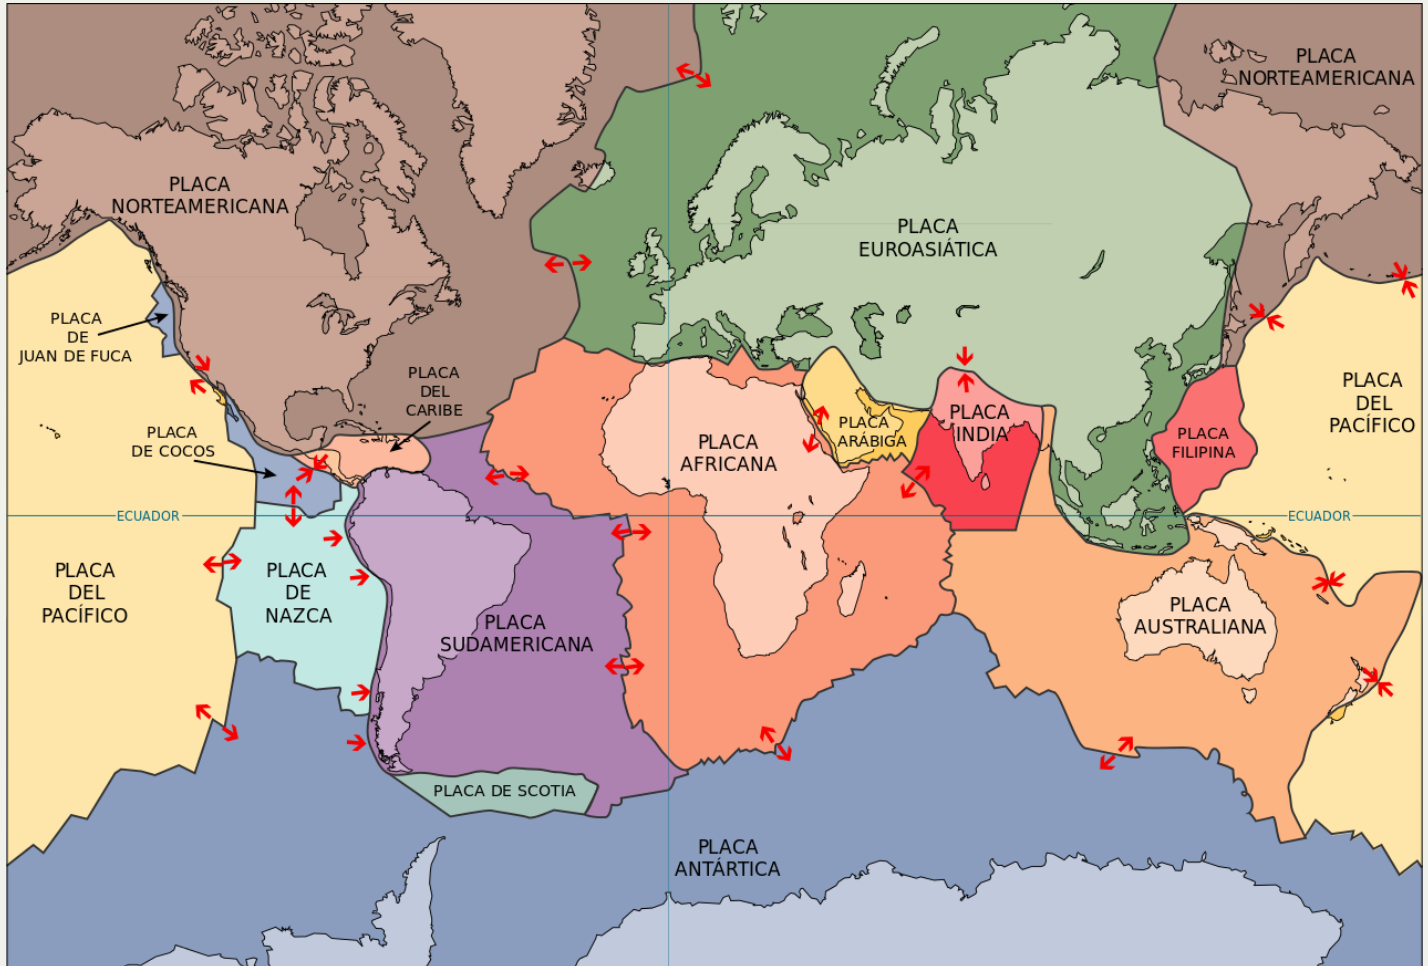 PLACA
NORTEAMERICANA
PLACA
NORTEAMERICANA
PLACA
EUROASIÁTICA
PLACA
DE
JUAN DE FUCA
PLACA
DEL
CARIBE
PLACA
DE COCOS
PLACA
AFRICANA
PLACA
ARÁBIGA
PLACA
INDIA
PLACA
FILIPINA
PLACA
DEL
PACÍFICO
ECUADOR
ECUADOR
PLACA
DEL
PACÍFICO
PLACA
DE
NAZCA
PLACA
SUDAMERICANA
PLACA
AUSTRALIANA
PLACA DE SCOTIA
PLACA
ANTÁRTICA